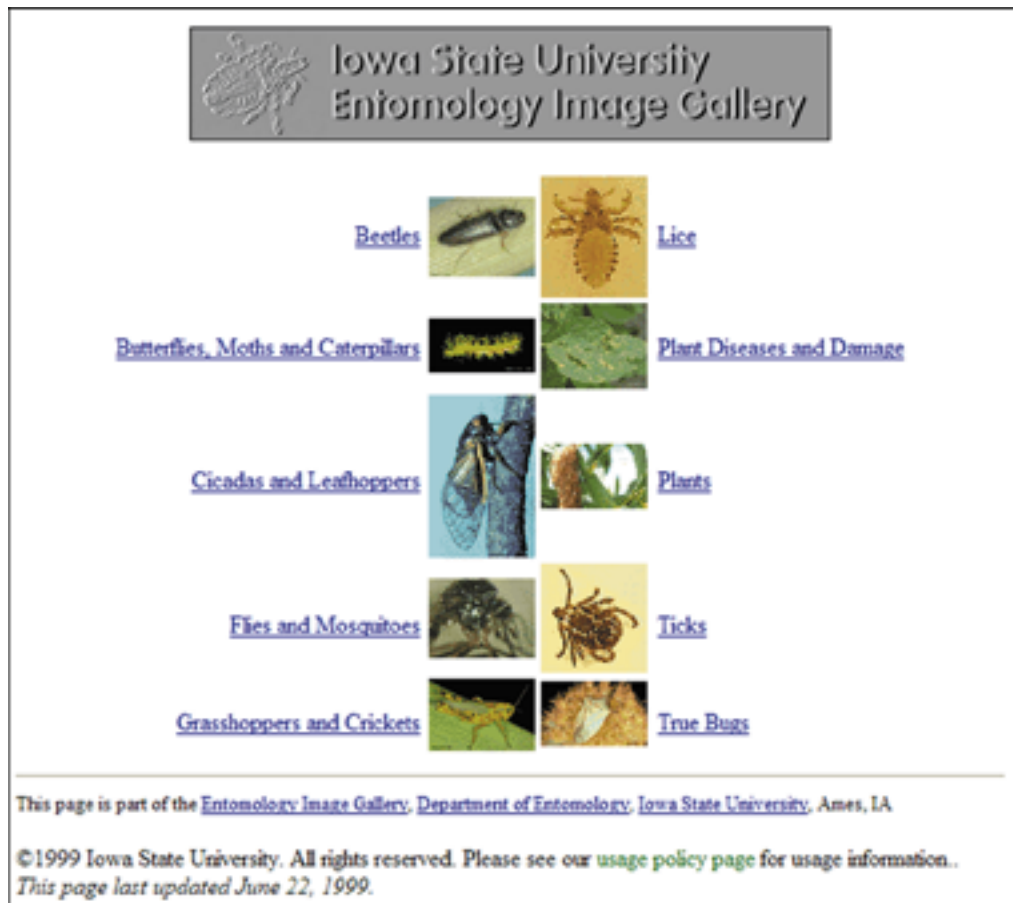 Iowa State University
Entomology Image Gallery
Beetles
Lice
Butterflies, Moths and Caterpillars
Plant Diseases and Damage
Cicadas and Leafhoppers
Plants
Flies and Mosquitoes
Ticks
Grasshoppers and Crickets
True Bugs
This page is part of the Entomology Image Gallery, Department of Entomology, Iowa State University, Ames, IA
©1999 Iowa State University. All rights reserved. Please see our usage policy page for usage information..
This page last updated June 22, 1999.